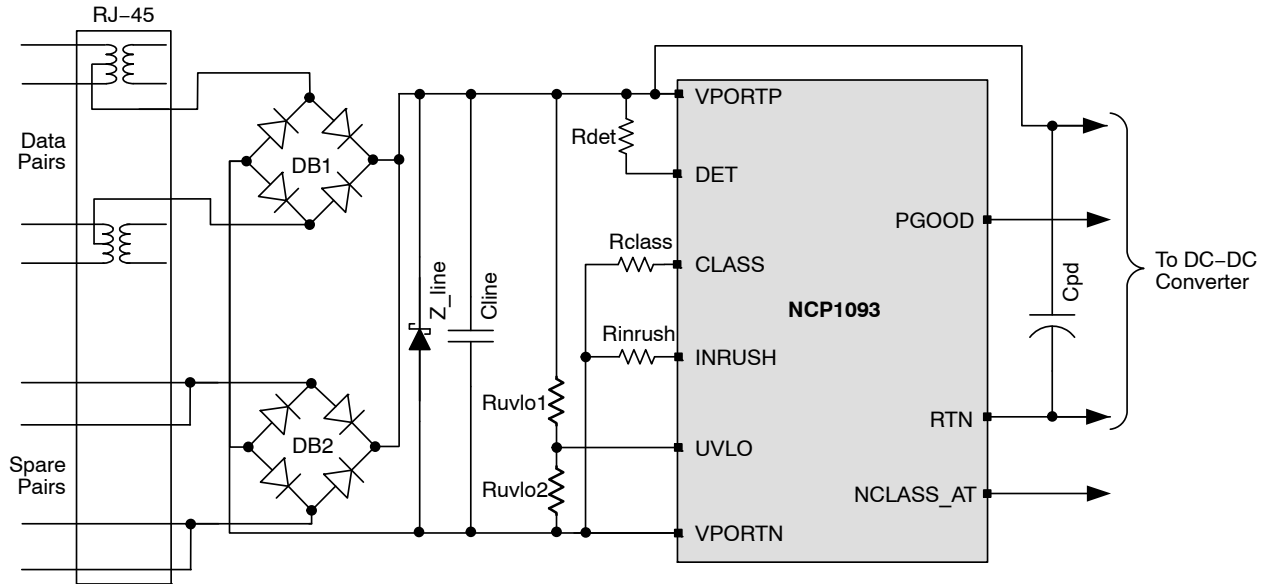 RJ−45
Data
Pairs
DB1
Z_line
Cline
Rdet
VPORTP
DET
PGOOD
Rclass
CLASS
NCP1093
Cpd
To DC−DC
Converter
Rinrush
INRUSH
Ruvlo1
RTN
DB2
UVLO
Spare
Pairs
Ruvlo2
NCLASS_AT
VPORTN